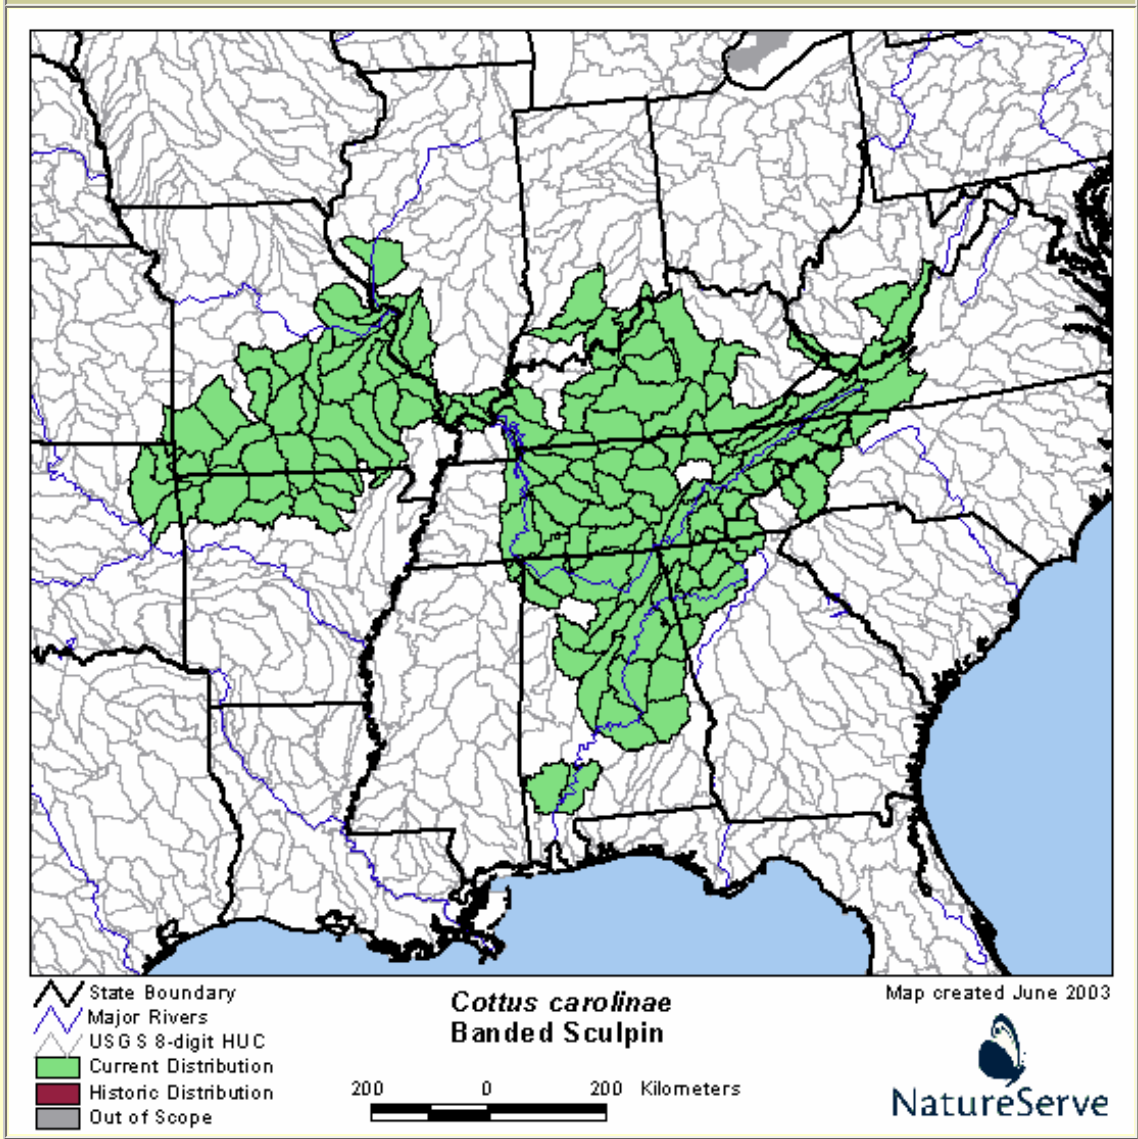 State Boundary
Major Rivers
USGS 8-digit HUC
Current Distribution
Historic Distribution
Out of Scope
Cottus carolinae
Banded Sculpin
200 0 200 Kilometers
Map created June 2003
NatureServe